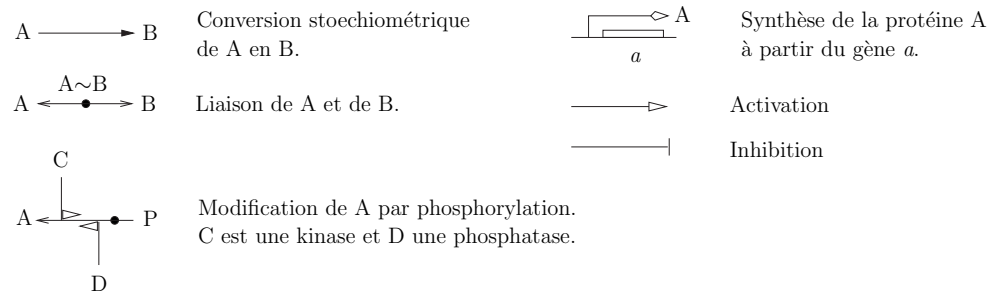 A
B
Conversion stoechiométrique
de A en B.
A∼B
A
B
Liaison de A et de B.
C
A
P
D
Modification de A par phosphorylation.
C est une kinase et D une phosphatase.
A
a
Synthèse de la protéine A
à partir du gène a.
Activation
Inhibition